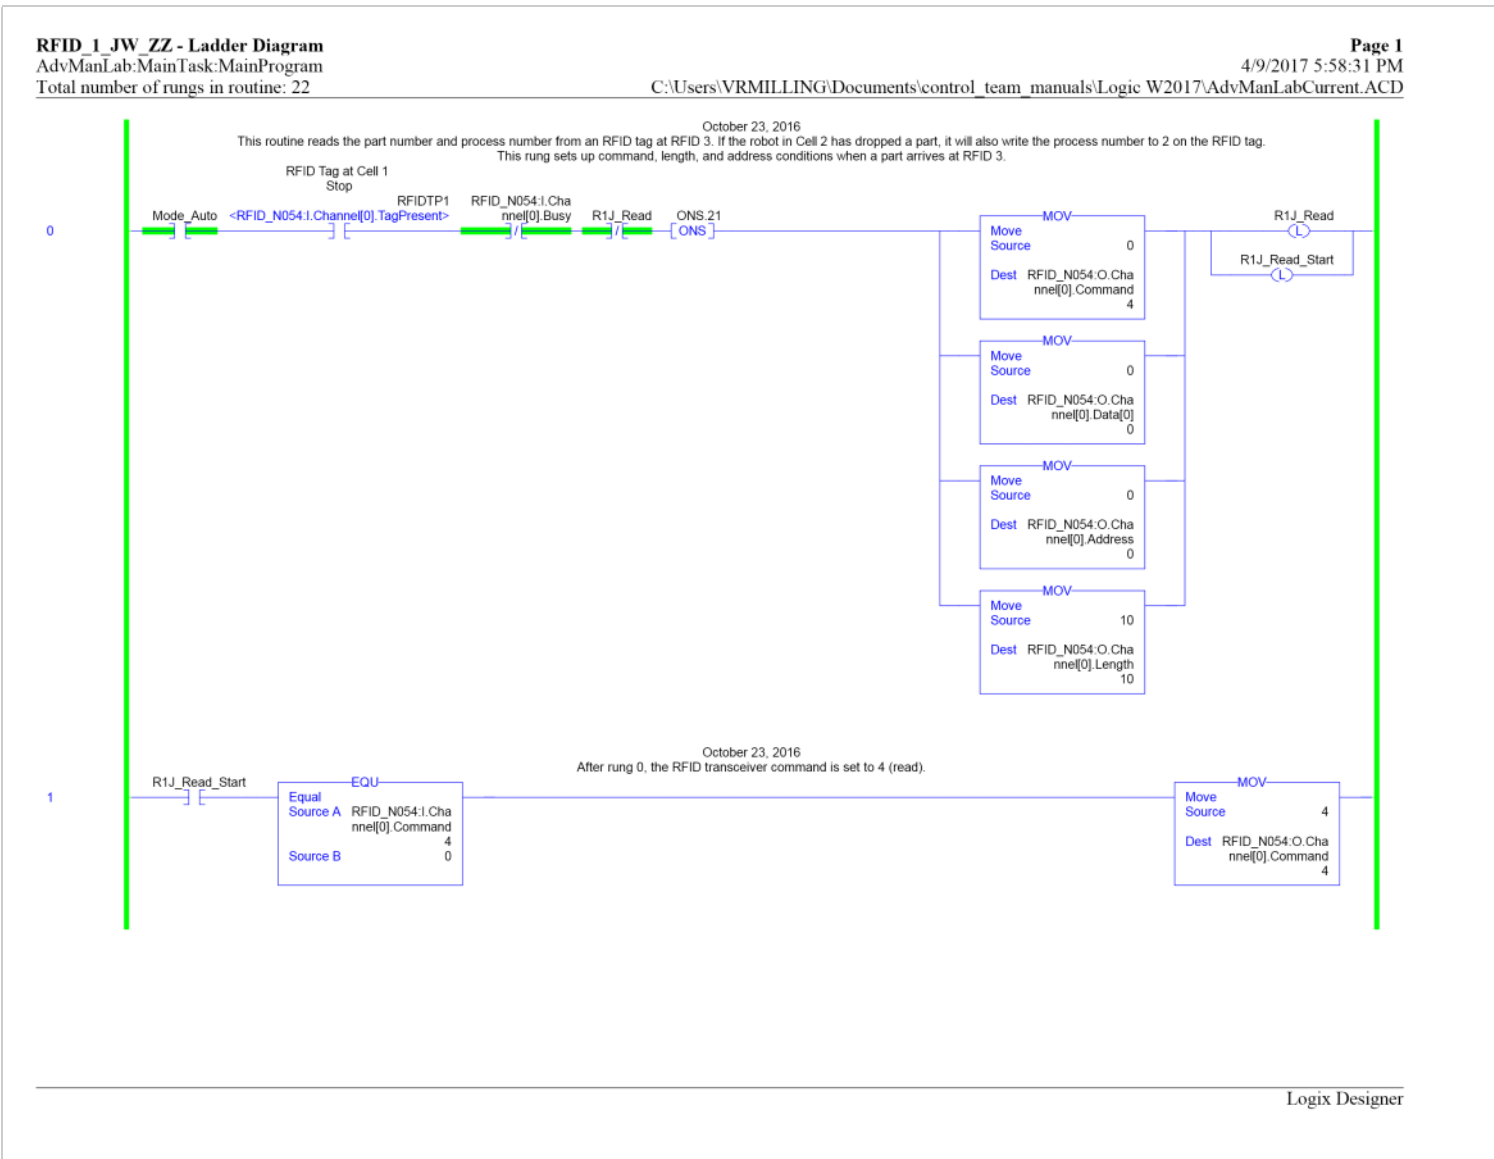 RFID_1_JW_ZZ - Ladder Diagram
Page 1
AdvManLab:MainTask:MainProgram
4/9/2017 5:58:31 PM
Total number of rungs in routine: 22
C:\Users\VRMILLING\Documents\control_team_manuals\Logic W2017\AdvManLabCurrent.ACD
October 23, 2016
This routine reads the part number and process number from an RFID tag at RFID 3. If the robot in Cell 2 has dropped a part, it will also write the process number to 2 on the RFID tag.
This rung sets up command, length, and address conditions when a part arrives at RFID 3.
0
Mode_Auto
RFID Tag at Cell 1
Stop
RFIDTP1
<RFID_N054:I.Channel[0].TagPresent>
RFID_N054:I.Cha
nnel[0].Busy
/
R1J_Read
/
ONS.21
ONS
MOV
Move
Source 0
Dest RFID_N054:O.Cha
nnel[0].Command
4
MOV
Move
Source 0
Dest RFID_N054:O.Cha
nnel[0].Data[0]
0
MOV
Move
Source 0
Dest RFID_N054:O.Cha
nnel[0].Address
0
MOV
Move
Source 10
Dest RFID_N054:O.Cha
nnel[0].Length
10
R1J_Read
L
R1J_Read_Start
L
October 23, 2016
After rung 0, the RFID transceiver command is set to 4 (read).
1
R1J_Read_Start
EQU
Equal
Source A RFID_N054:I.Cha
nnel[0].Command
4
Source B 0
MOV
Move
Source 4
Dest RFID_N054:O.Cha
nnel[0].Command
4
Logix Designer